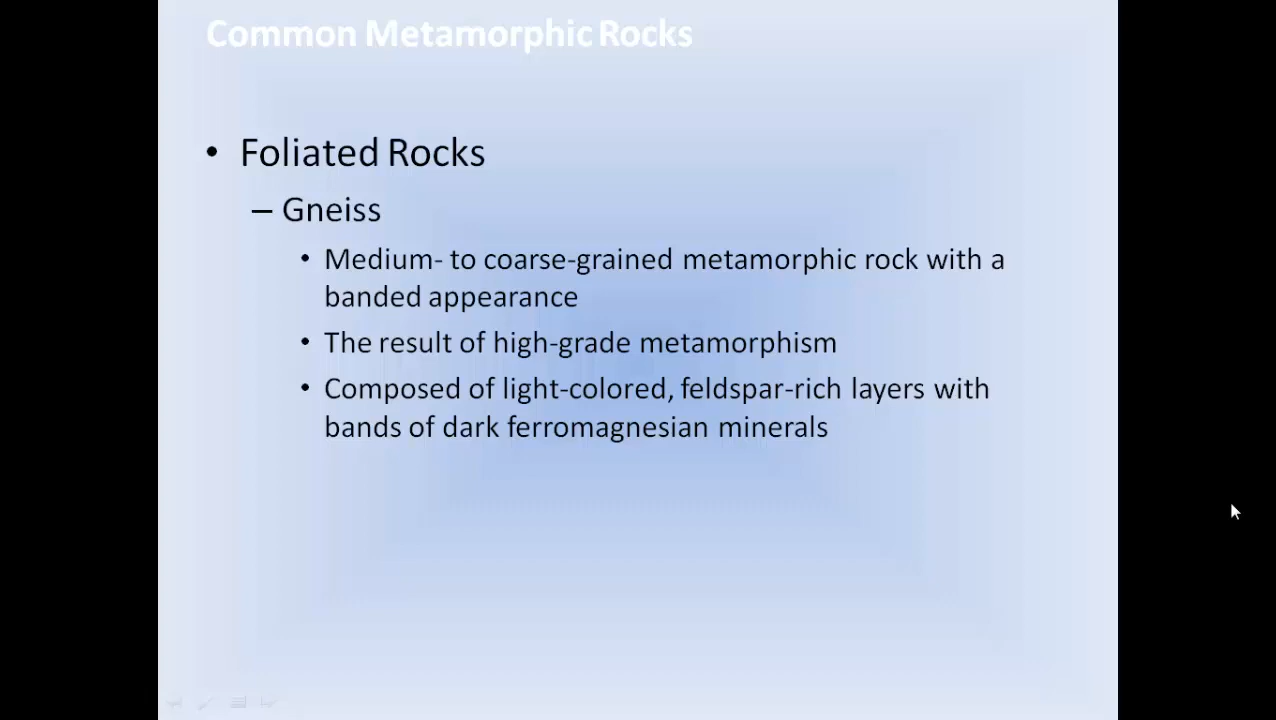 Common Metamorphic Rocks
• Foliated Rocks
– Gneiss
• Medium- to coarse-grained metamorphic rock with a
banded appearance
• The result of high-grade metamorphism
• Composed of light-colored, feldspar-rich layers with
bands of dark ferromagnesian minerals